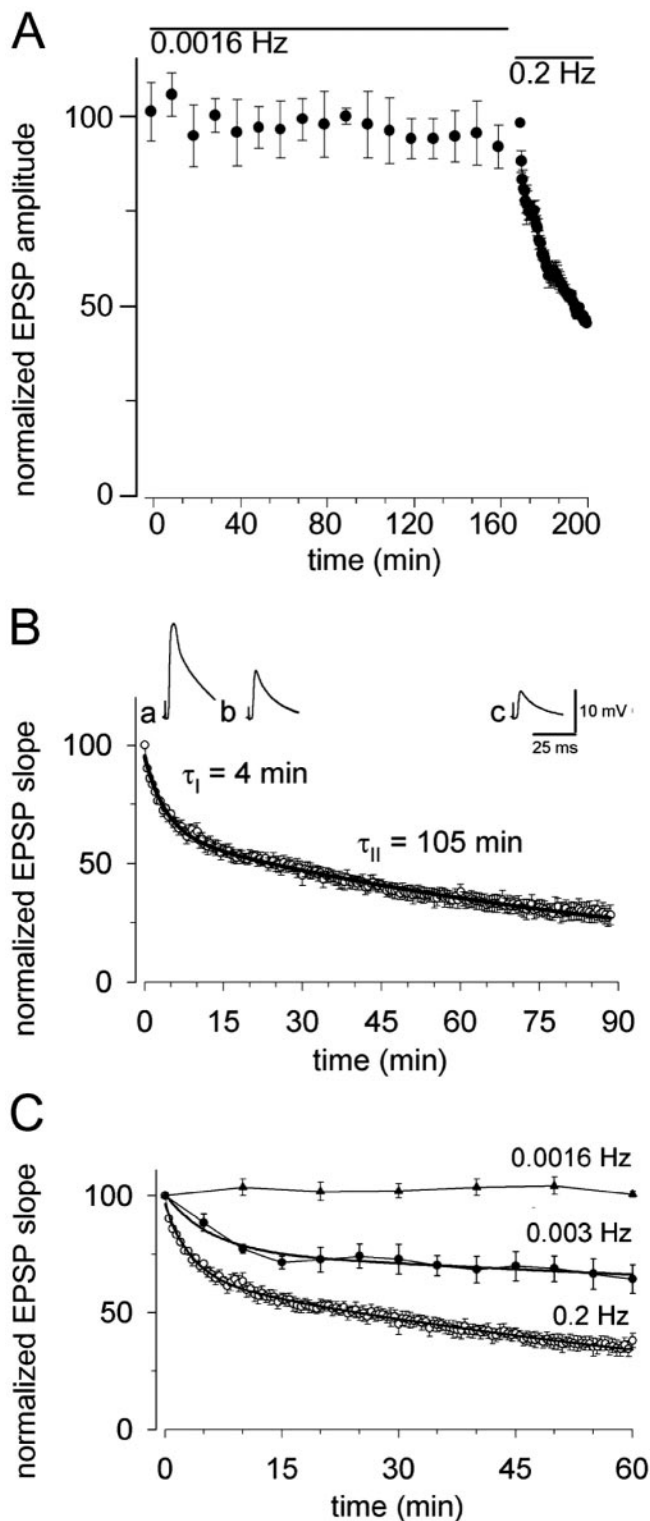 A
0.0016 Hz
0.2 Hz
normalized EPSP amplitude
100
50
0
0 40 80 120 160 200
time (min)
B
a b c
10 mV
25 ms
τI = 4 min
τII = 105 min
normalized EPSP slope
100
50
0
0 15 30 45 60 75 90
time (min)
C
0.0016 Hz
0.003 Hz
0.2 Hz
normalized EPSP slope
100
50
0
0 15 30 45 60
time (min)